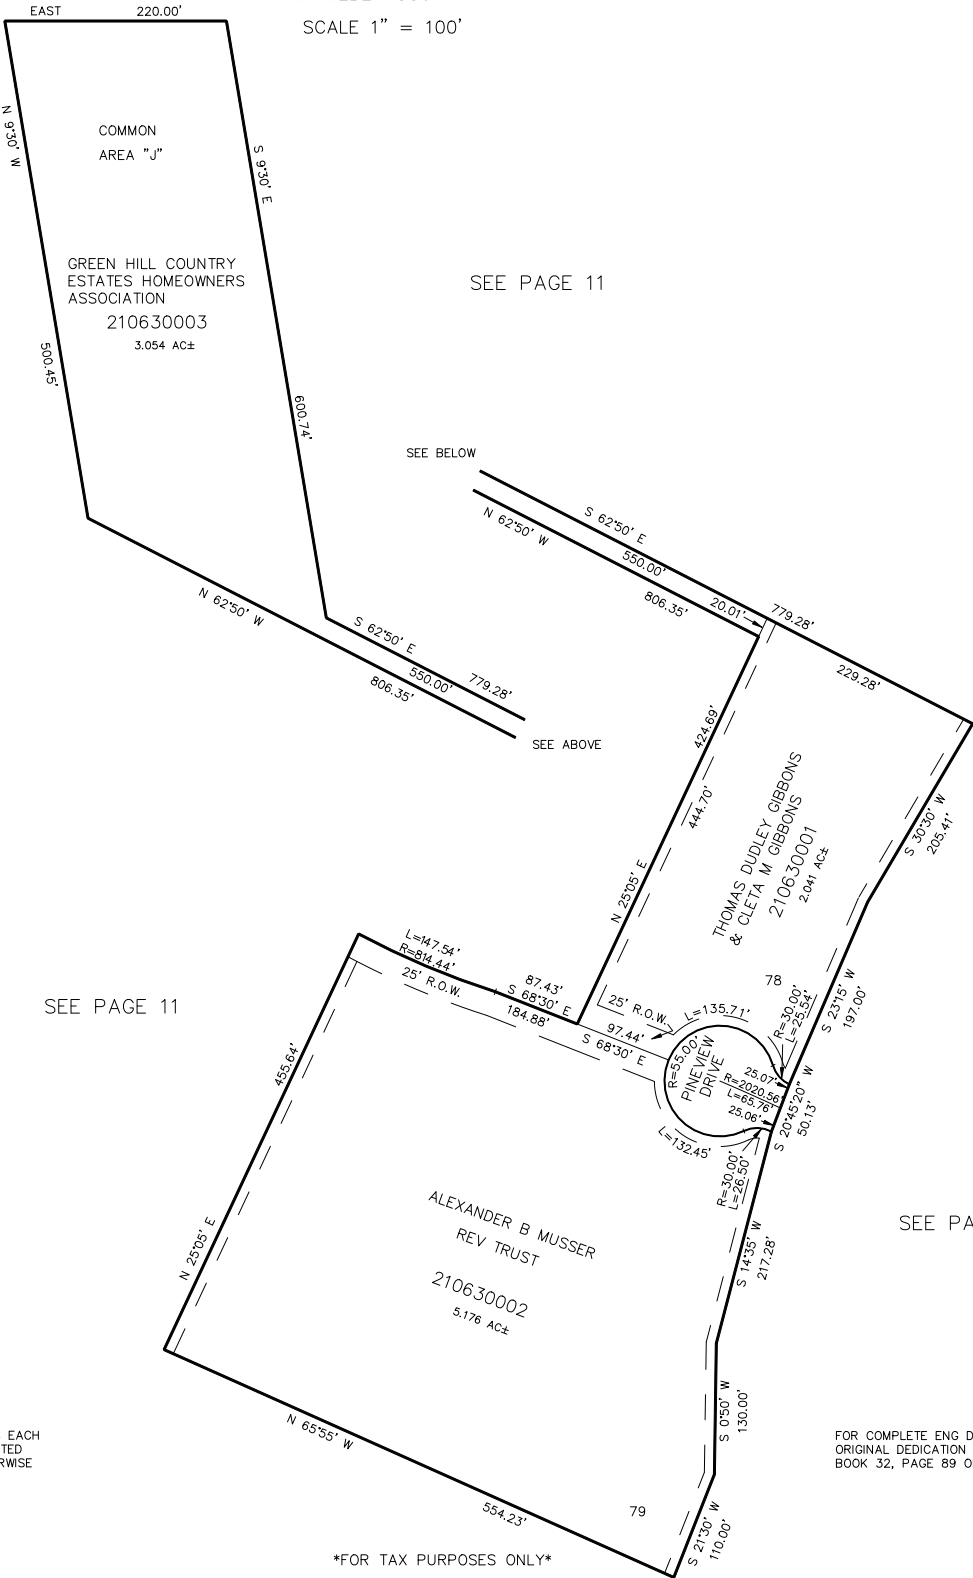 EAST 220.00'
SCALE 1" = 100'
N 9°30' W
COMMON
AREA "J"
S 9°30' E
GREEN HILL COUNTRY
ESTATES HOMEOWNERS
ASSOCIATION
210630003
3.054 AC±
500.45'
600.74'
SEE PAGE 11
SEE BELOW
S 62°50' E
N 62°50' W
550.00'
806.35'
20.01'
779.28'
229.28'
N 62°50' W
S 62°50' E
550.00'
779.28'
806.35'
SEE ABOVE
424.69'
444.70'
N 25°05' E
THOMAS DUDLEY GIBBONS
& CLETA M GIBBONS
210630001
2.041 AC±
S 30°30' W
205.41'
78
S 23°15' W
197.00'
L=147.54'
R=814.44'
25' R.O.W.
87.43'
S 68°30' E
184.88'
25' R.O.W.
97.44'
S 68°30' E
L=135.71'
R=30.00'
L=25.54'
R=55.00'
PINEVIEW
DRIVE
25.07'
R=2020.56'
L=65.76'
25.06'
S 20°45'20" W
50.13'
L=132.45'
R=30.00'
L=26.50'
SEE PAGE 11
455.64'
N 25°05' E
ALEXANDER B MUSSER
REV TRUST
210630002
5.176 AC±
S 14°35' W
217.28'
SEE PA
S 0°50' W
130.00'
N 65°55' W
554.23'
79
S 21°30' W
110.00'
EACH
TED
RWISE
FOR COMPLETE ENG D
ORIGINAL DEDICATION
BOOK 32, PAGE 89 O
*FOR TAX PURPOSES ONLY*